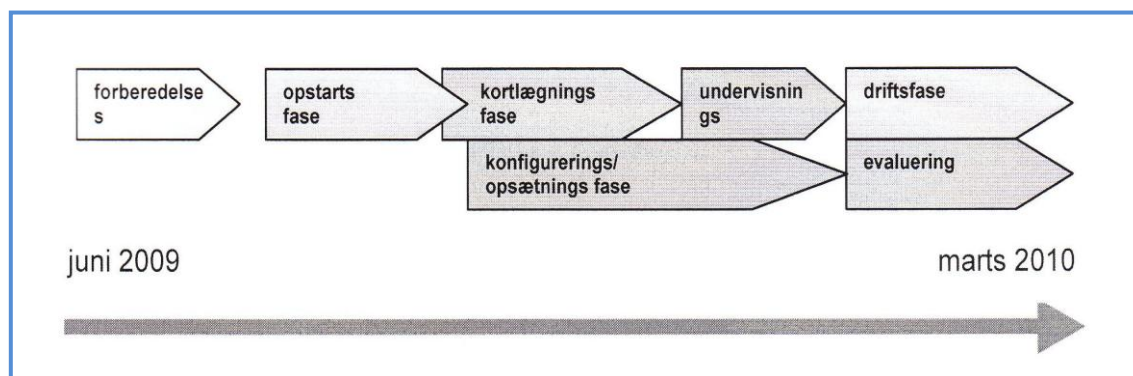 forberedelse
s
opstarts
fase
kortlægnings
fase
undervisnin
gs
driftsfase
konfigurerings/
opsætnings fase
evaluering
juni 2009
marts 2010